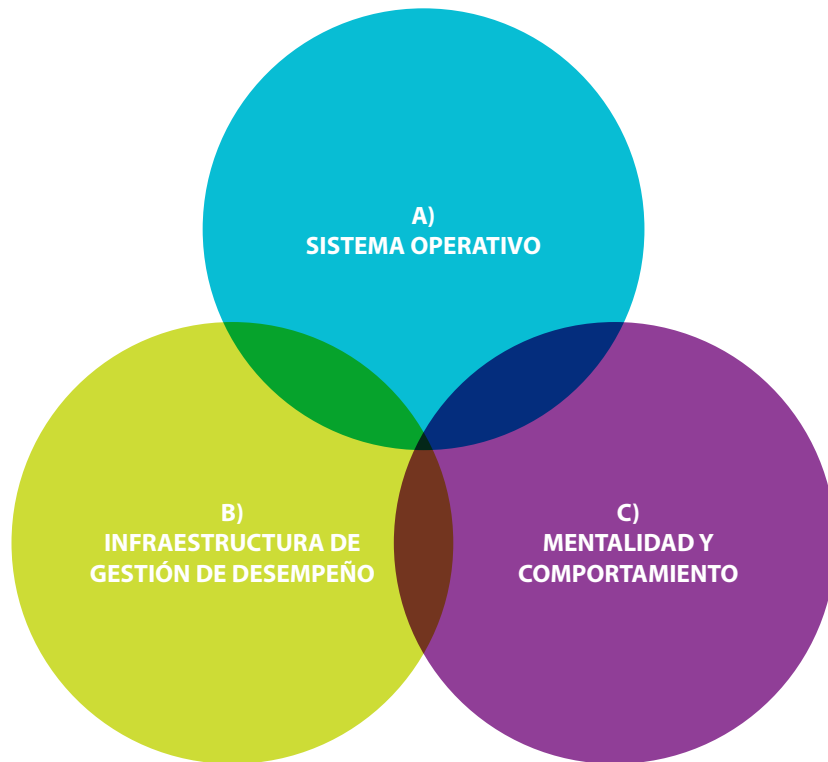 A)
SISTEMA OPERATIVO
B)
INFRAESTRUCTURA DE
GESTIÓN DE DESEMPEÑO
C)
MENTALIDAD Y
COMPORTAMIENTO